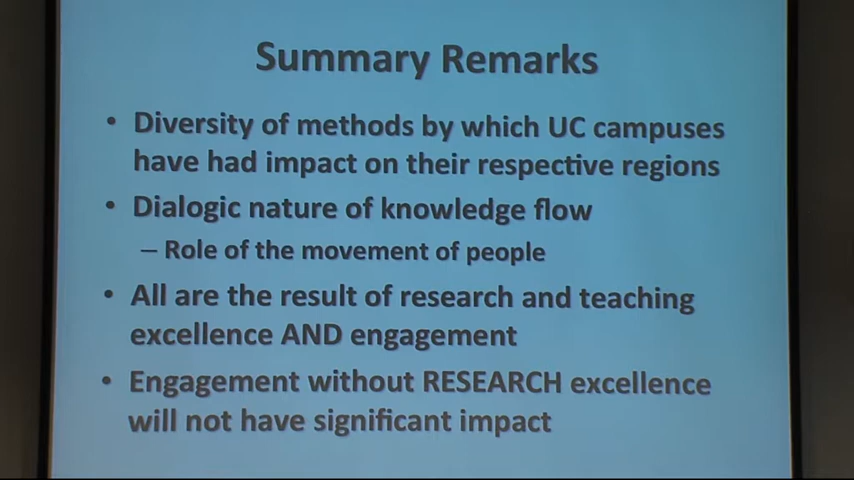 Summary Remarks
• Diversity of methods by which UC campuses
have had impact on their respective regions
• Dialogic nature of knowledge flow
– Role of the movement of people
• All are the result of research and teaching
excellence AND engagement
• Engagement without RESEARCH excellence
will not have significant impact